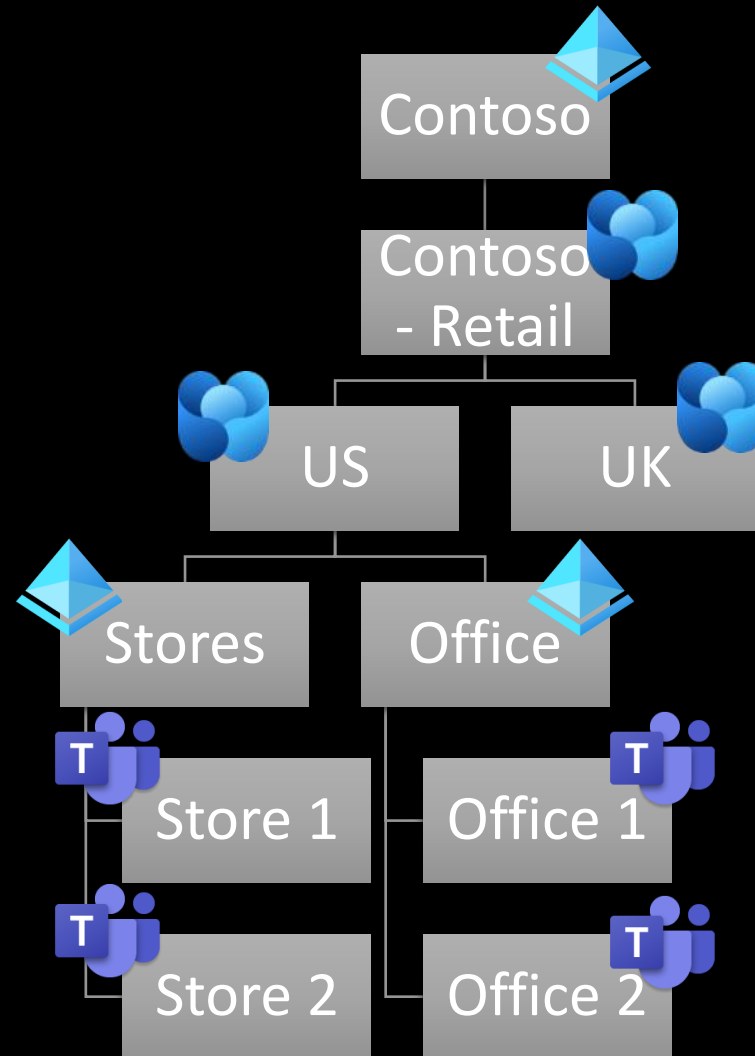 Contoso
Contoso
- Retail
US
UK
Stores
Office
T
T
Store 1
Office 1
T
T
Store 2
Office 2